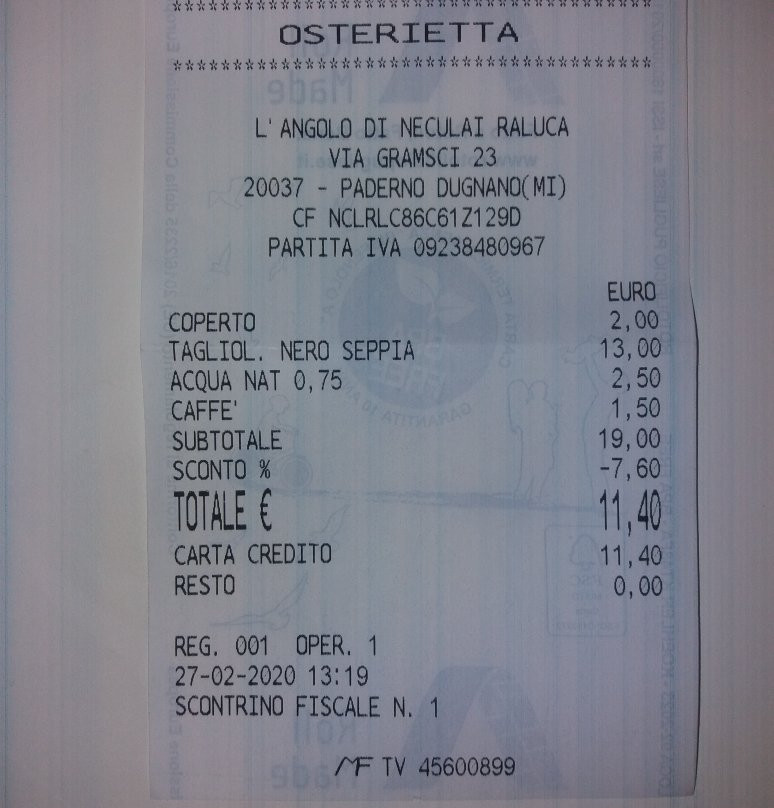 ****************************************
OSTERIETTA
****************************************
L'ANGOLO DI NECULAI RALUCA
VIA GRAMSCI 23
20037 - PADERNO DUGNANO(MI)
CF NCLRLC86C61Z129D
PARTITA IVA 09238480967
EURO
COPERTO 2,00
TAGLIOL. NERO SEPPIA 13,00
ACQUA NAT 0,75 2,50
CAFFE' 1,50
SUBTOTALE 19,00
SCONTO % -7,60
TOTALE € 11,40
CARTA CREDITO 11,40
RESTO 0,00
REG. 001 OPER. 1
27-02-2020 13:19
SCONTRINO FISCALE N. 1
MF TV 45600899